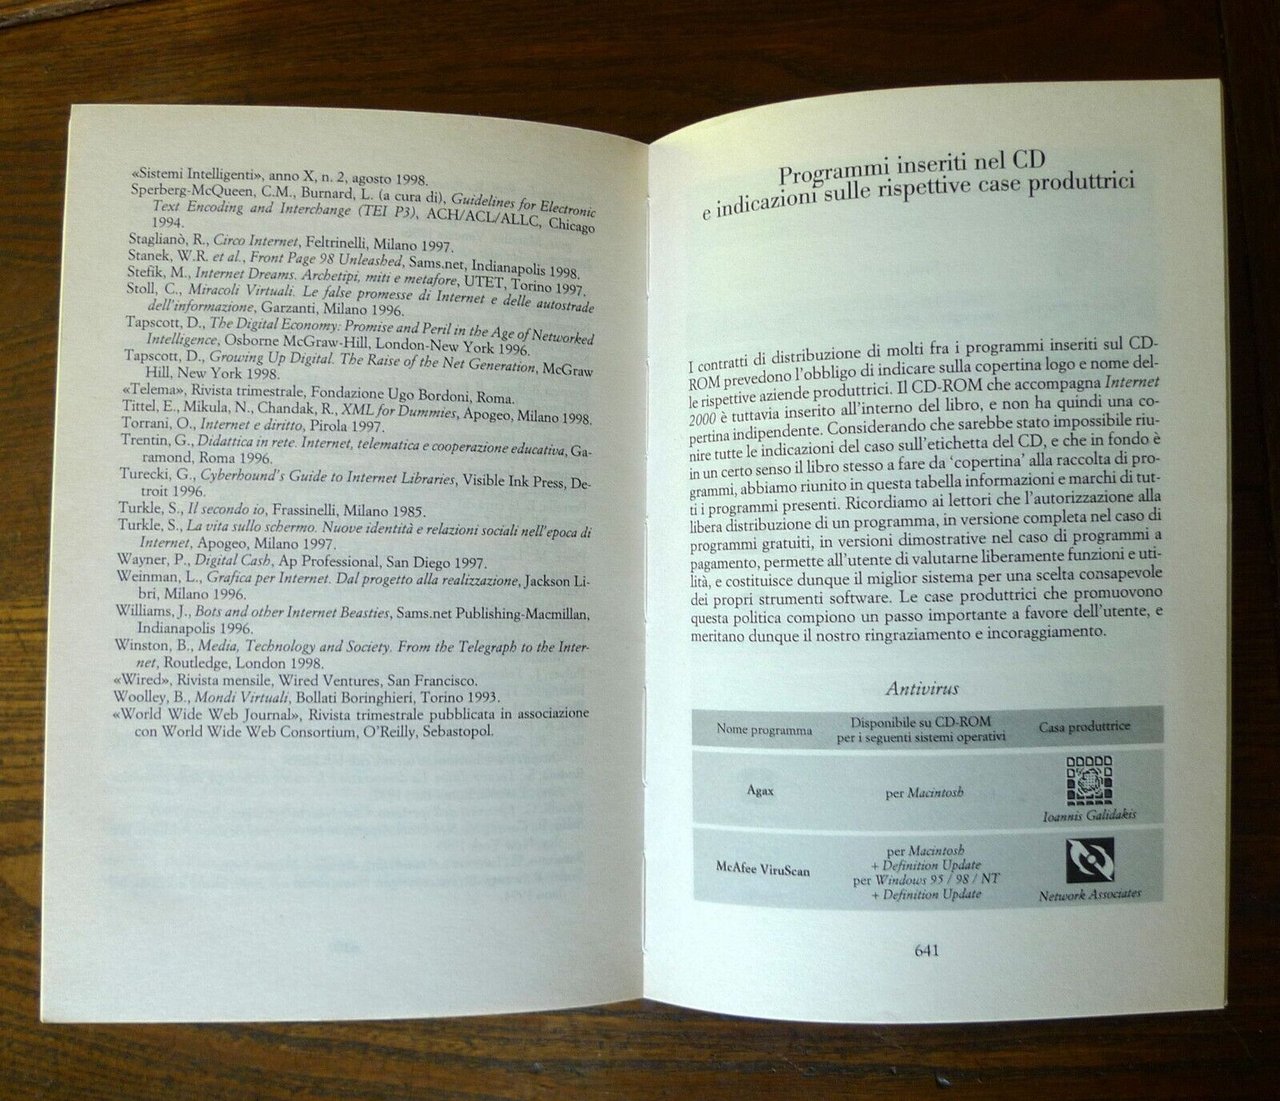 «Sistemi Intelligenti», anno X, n. 2, agosto 1998.
Sperberg-McQueen, C.M., Burnard, L. (a cura di), Guidelines for Electronic
Text Encoding and Interchange (TEI P3), ACH/ACL/ALLC, Chicago
1994.
Staglianò, R., Circo Internet, Feltrinelli, Milano 1997.
Stanek, W.R. et al., Front Page 98 Unleashed, Sams.net, Indianapolis 1998.
Stefik, M., Internet Dreams. Archetipi, miti e metafore, UTET, Torino 1997.
Stoll, C., Miracoli Virtuali. Le false promesse di Internet e delle autostrade
dell'informazione, Garzanti, Milano 1996.
Tapscott, D., The Digital Economy: Promise and Peril in the Age of Networked
Intelligence, Osborne McGraw-Hill, London-New York 1996.
Tapscott, D., Growing Up Digital. The Raise of the Net Generation, McGraw
Hill, New York 1998.
«Telema», Rivista trimestrale, Fondazione Ugo Bordoni, Roma.
Tittel, E., Mikula, N., Chandak, R., XML for Dummies, Apogeo, Milano 1998.
Torrani, O., Internet e diritto, Pirola 1997.
Trentin, G., Didattica in rete. Internet, telematica e cooperazione educativa, Ga-
ramond, Roma 1996.
Turecki, G., Cyberhound's Guide to Internet Libraries, Visible Ink Press, De-
troit 1996.
Turkle, S., Il secondo io, Frassinelli, Milano 1985.
Turkle, S., La vita sullo schermo. Nuove identità e relazioni sociali nell'epoca di
Internet, Apogeo, Milano 1997.
Wayner, P., Digital Cash, Ap Professional, San Diego 1997.
Weinman, L., Grafica per Internet. Dal progetto alla realizzazione, Jackson Li-
bri, Milano 1996.
Williams, J., Bots and other Internet Beasties, Sams.net Publishing-Macmillan,
Indianapolis 1996.
Winston, B., Media, Technology and Society. From the Telegraph to the Inter-
net, Routledge, London 1998.
«Wired», Rivista mensile, Wired Ventures, San Francisco.
Woolley, B., Mondi Virtuali, Bollati Boringhieri, Torino 1993.
«World Wide Web Journal», Rivista trimestrale pubblicata in associazione
con World Wide Web Consortium, O'Reilly, Sebastopol.
Programmi inseriti nel CD
e indicazioni sulle rispettive case produttrici
I contratti di distribuzione di molti fra i programmi inseriti sul CD-
ROM prevedono l'obbligo di indicare sulla copertina logo e nome del-
le rispettive aziende produttrici. Il CD-ROM che accompagna Internet
2000 è tuttavia inserito all'interno del libro, e non ha quindi una co-
pertina indipendente. Considerando che sarebbe stato impossibile riu-
nire tutte le indicazioni del caso sull'etichetta del CD, e che in fondo è
in un certo senso il libro stesso a fare da 'copertina' alla raccolta di pro-
grammi, abbiamo riunito in questa tabella informazioni e marchi di tut-
ti i programmi presenti. Ricordiamo ai lettori che l'autorizzazione alla
libera distribuzione di un programma, in versione completa nel caso di
programmi gratuiti, in versioni dimostrative nel caso di programmi a
pagamento, permette all'utente di valutarne liberamente funzioni e uti-
lità, e costituisce dunque il miglior sistema per una scelta consapevole
dei propri strumenti software. Le case produttrici che promuovono
questa politica compiono un passo importante a favore dell'utente, e
meritano dunque il nostro ringraziamento e incoraggiamento.
Antivirus
Nome programma
Disponibile su CD-ROM
per i seguenti sistemi operativi
Casa produttrice
Agax
per Macintosh
Ioannis Galidakis
McAfee ViruScan
per Macintosh
+ Definition Update
per Windows 95 / 98 / NT
+ Definition Update
Network Associates
641